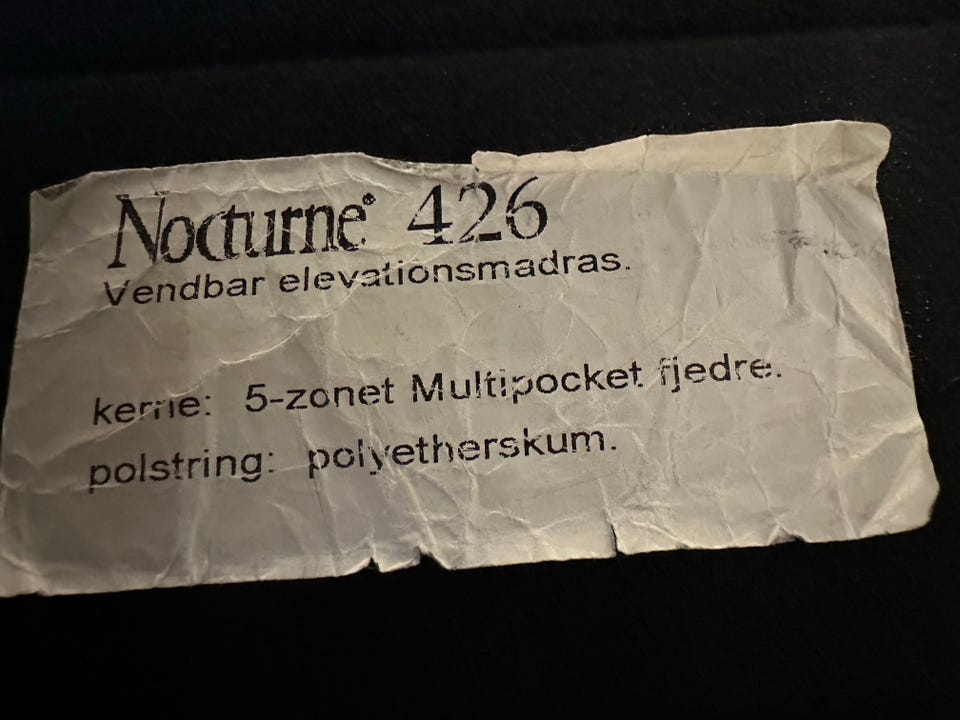 Nocturne® 426
Vendbar elevationsmadras.
kerne: 5-zonet Multipocket fjedre.
polstring: polyetherskum.